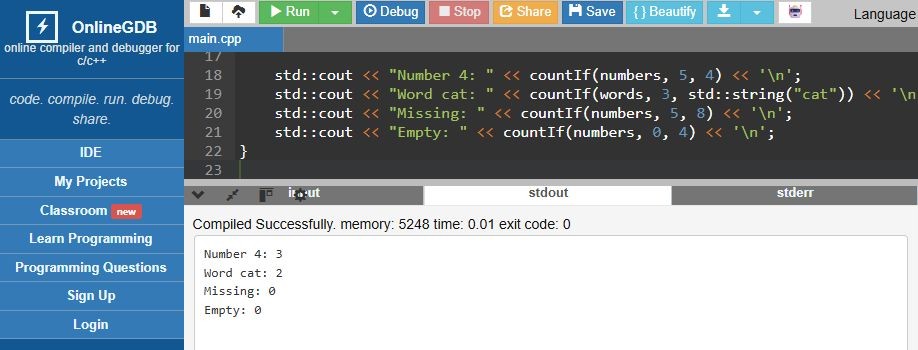 OnlineGDB
online compiler and debugger for
c/c++
code. compile. run. debug.
share.
IDE
My Projects
Classroom new
Learn Programming
Programming Questions
Sign Up
Login
Run Debug Stop Share Save { } Beautify Language
main.cpp
17
18 std::cout << "Number 4: " << countIf(numbers, 5, 4) << '\n';
19 std::cout << "Word cat: " << countIf(words, 3, std::string("cat")) << '\n
20 std::cout << "Missing: " << countIf(numbers, 5, 8) << '\n';
21 std::cout << "Empty: " << countIf(numbers, 0, 4) << '\n';
22 }
23
input stdout stderr
Compiled Successfully. memory: 5248 time: 0.01 exit code: 0
Number 4: 3
Word cat: 2
Missing: 0
Empty: 0